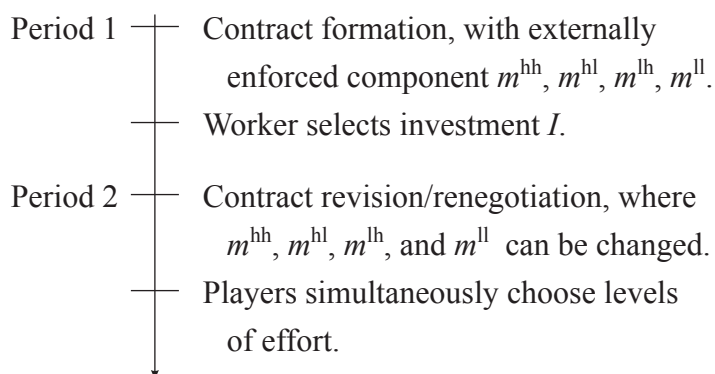 Period 1 Contract formation, with externally
enforced component m^hh, m^hl, m^lh, m^ll.
Worker selects investment I.
Period 2 Contract revision/renegotiation, where
m^hh, m^hl, m^lh, and m^ll can be changed.
Players simultaneously choose levels
of effort.